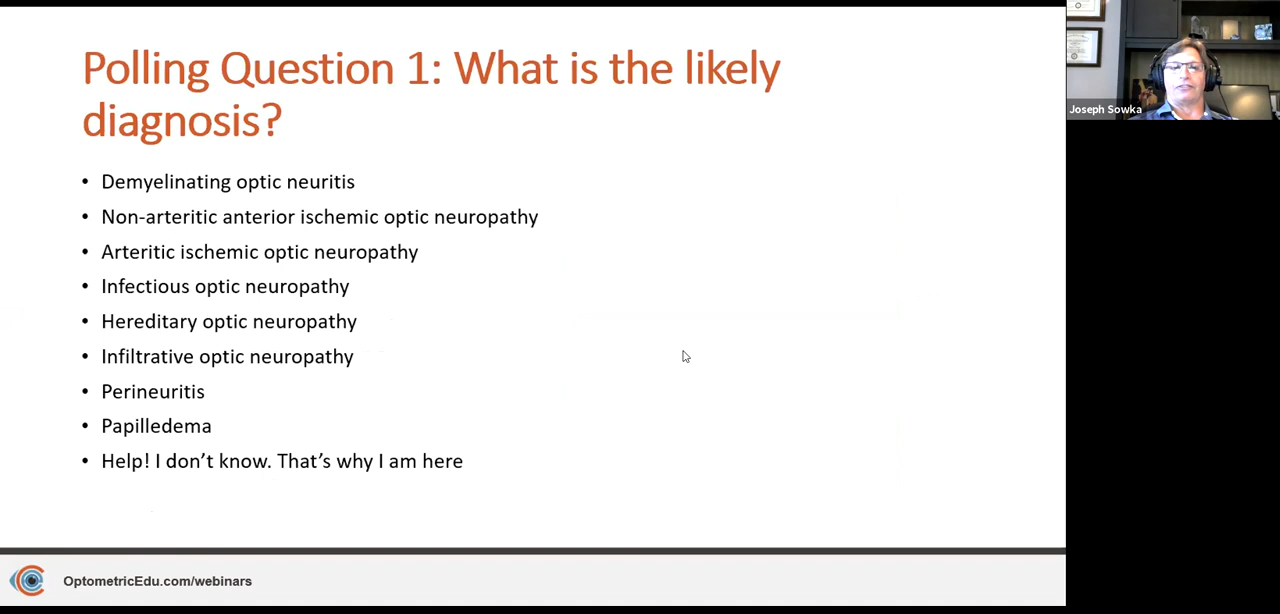 Polling Question 1: What is the likely
diagnosis?
• Demyelinating optic neuritis
• Non-arteritic anterior ischemic optic neuropathy
• Arteritic ischemic optic neuropathy
• Infectious optic neuropathy
• Hereditary optic neuropathy
• Infiltrative optic neuropathy
• Perineuritis
• Papilledema
• Help! I don’t know. That’s why I am here
OptometricEdu.com/webinars
Joseph Sowka